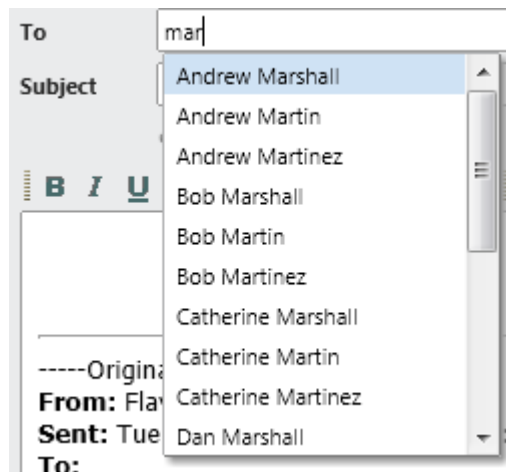 To mar
Subject
Andrew Marshall
Andrew Martin
Andrew Martinez
Bob Marshall
Bob Martin
Bob Martinez
Catherine Marshall
Catherine Martin
Catherine Martinez
Dan Marshall
B I U
-----Origina
From: Fla
Sent: Tue
To: